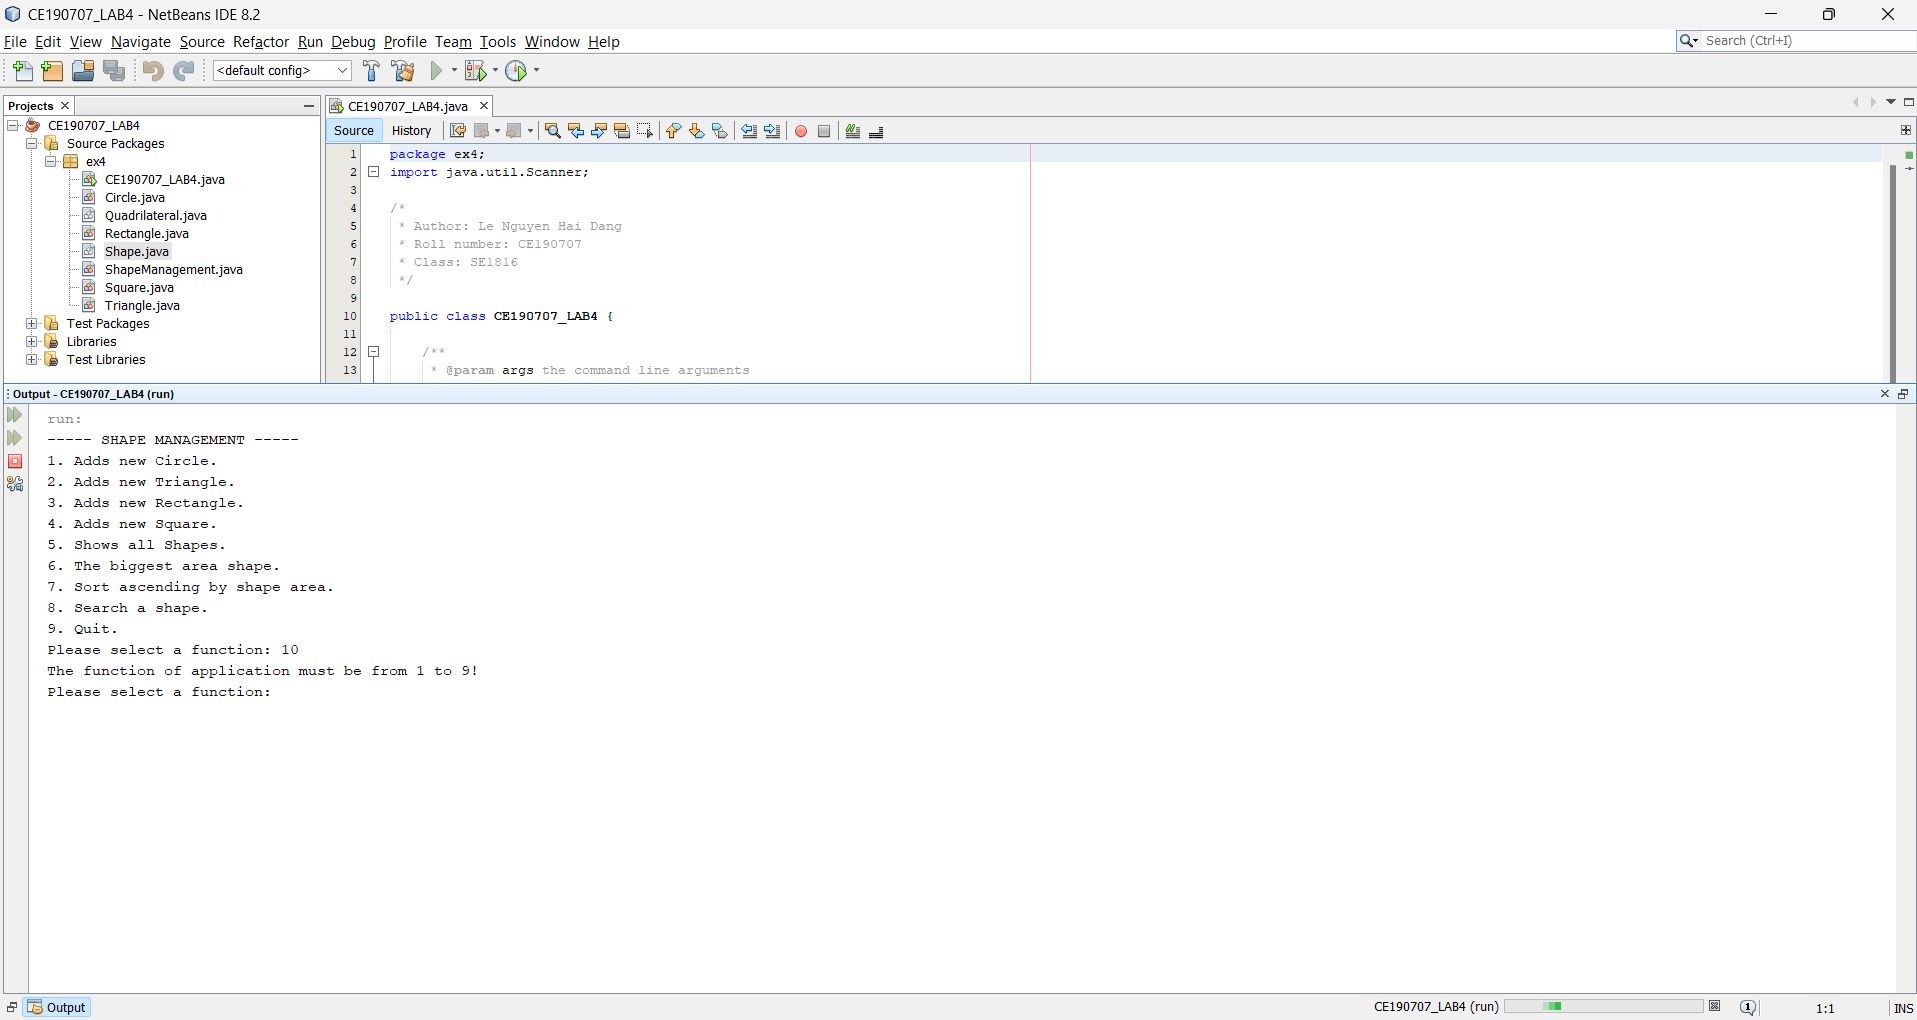 CE190707_LAB4 - NetBeans IDE 8.2
File Edit View Navigate Source Refactor Run Debug Profile Team Tools Window Help
Search (Ctrl+I)
<default config>
Projects
CE190707_LAB4
Source Packages
ex4
CE190707_LAB4.java
Circle.java
Quadrilateral.java
Rectangle.java
Shape.java
ShapeManagement.java
Square.java
Triangle.java
Test Packages
Libraries
Test Libraries
CE190707_LAB4.java
Source History
1 package ex4;
2 import java.util.Scanner;
3
4 /*
5 * Author: Le Nguyen Hai Dang
6 * Roll number: CE190707
7 * Class: SE1816
8 */
9
10 public class CE190707_LAB4 {
11
12 /**
13 * @param args the command line arguments
Output - CE190707_LAB4 (run)
run:
----- SHAPE MANAGEMENT -----
1. Adds new Circle.
2. Adds new Triangle.
3. Adds new Rectangle.
4. Adds new Square.
5. Shows all Shapes.
6. The biggest area shape.
7. Sort ascending by shape area.
8. Search a shape.
9. Quit.
Please select a function: 10
The function of application must be from 1 to 9!
Please select a function:
Output
CE190707_LAB4 (run)
1
1:1
INS